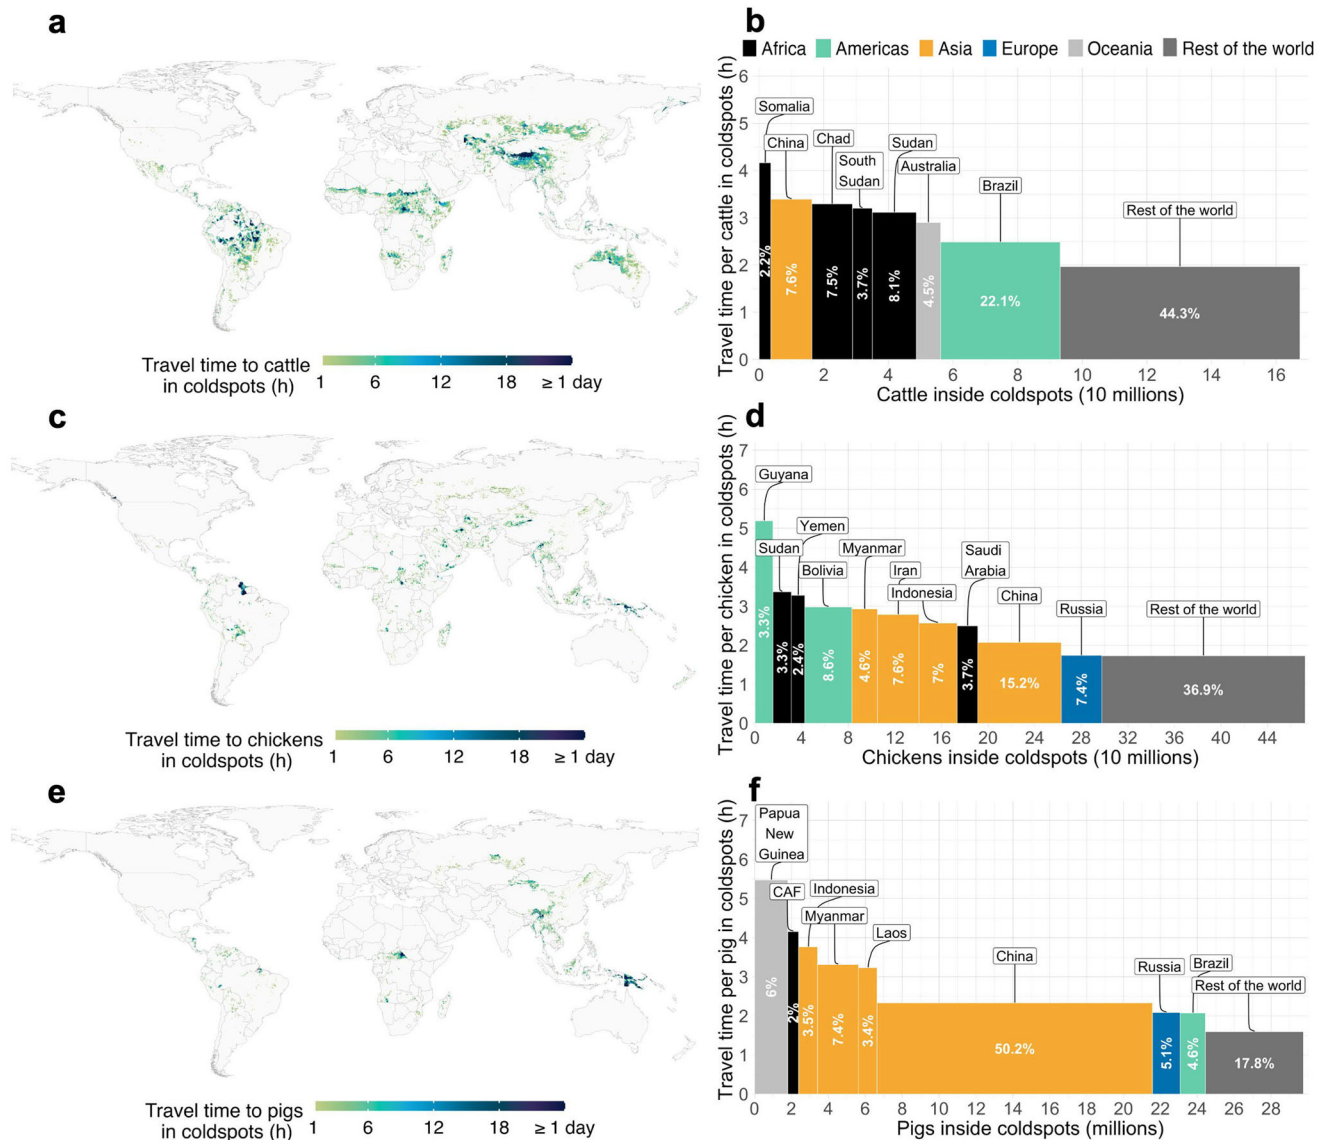 a
Travel time to cattle
in coldspots (h)
1 6 12 18 ≥ 1 day
b
Africa Americas Asia Europe Oceania Rest of the world
Travel time per cattle in coldspots (h)
6
5
4
3
2
1
0
Somalia
China
Chad
South
Sudan
Sudan
Australia
Brazil
Rest of the world
2.2%
7.6%
7.5%
3.7%
8.1%
4.5%
22.1%
44.3%
0 2 4 6 8 10 12 14 16
Cattle inside coldspots (10 millions)
c
Travel time to chickens
in coldspots (h)
1 6 12 18 ≥ 1 day
d
Travel time per chicken in coldspots (h)
7
6
5
4
3
2
1
0
Guyana
Sudan
Yemen
Bolivia
Myanmar
Iran
Indonesia
Saudi
Arabia
China
Russia
Rest of the world
3.3%
3.3%
2.4%
8.6%
4.6%
7.6%
7%
3.7%
15.2%
7.4%
36.9%
0 4 8 12 16 20 24 28 32 36 40 44
Chickens inside coldspots (10 millions)
e
Travel time to pigs
in coldspots (h)
1 6 12 18 ≥ 1 day
f
Travel time per pig in coldspots (h)
7
6
5
4
3
2
1
0
Papua
New
Guinea
CAF
Indonesia
Myanmar
Laos
China
Russia
Brazil
Rest of the world
6%
2%
3.5%
7.4%
3.4%
50.2%
5.1%
4.6%
17.8%
0 2 4 6 8 10 12 14 16 18 20 22 24 26 28
Pigs inside coldspots (millions)